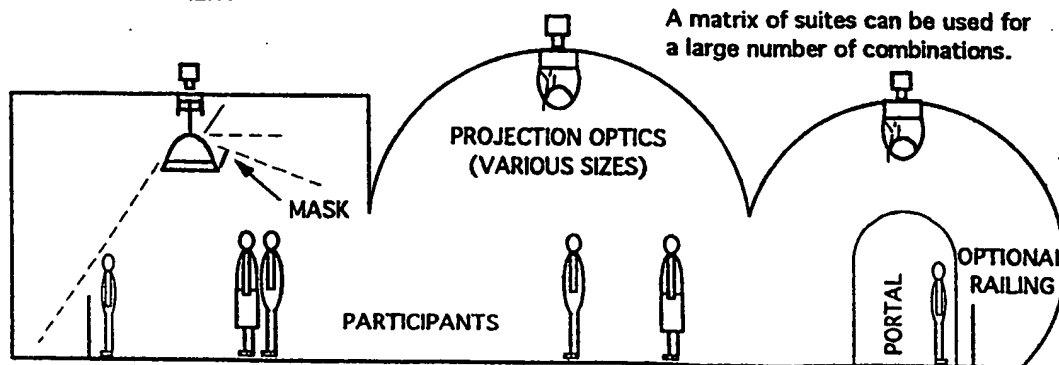 A matrix of suites can be used for
a large number of combinations.
PROJECTION OPTICS
(VARIOUS SIZES)
MASK
PARTICIPANTS
PORTAL
OPTIONAL
RAILING